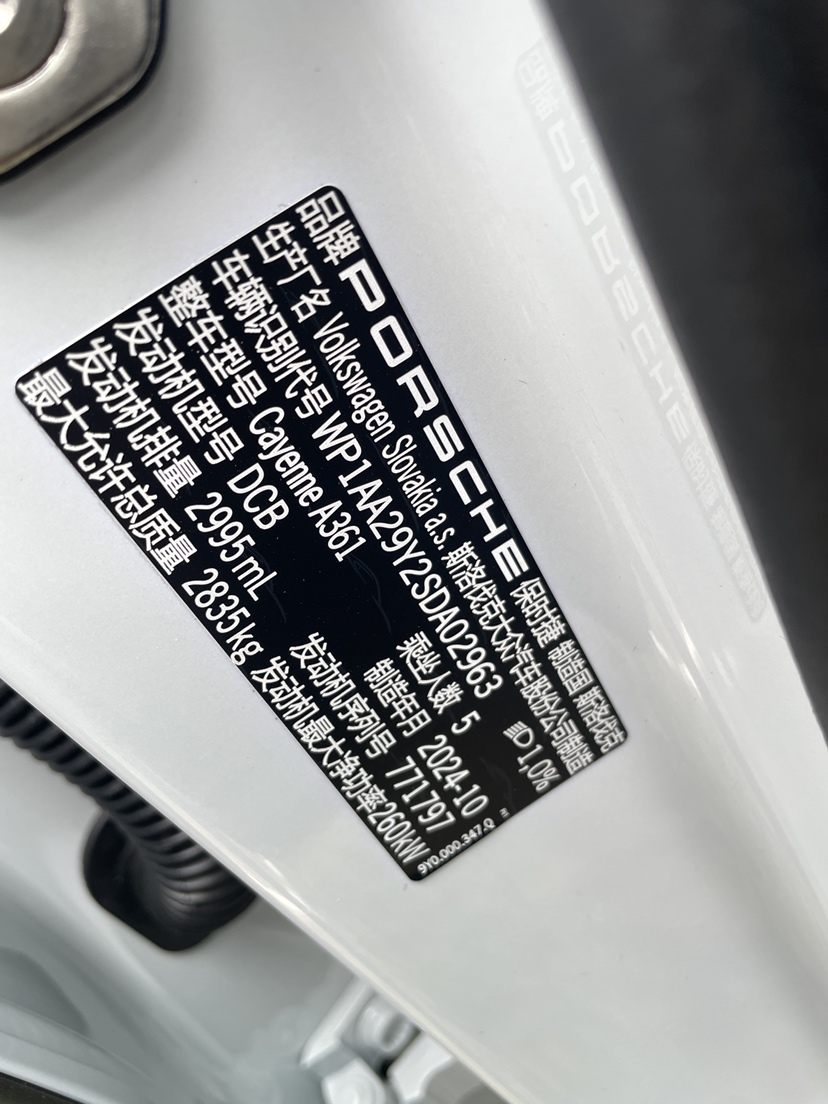 品牌 PORSCHE 保时捷 制造国 斯洛伐克
生产厂名 Volkswagen Slovakia a.s. 斯洛伐克大众汽车股份公司制造
车辆识别代号 WP1AA29Y2SDA02963 1,0%
整车型号 Cayenne A361 乘坐人数 5
发动机型号 DCB 制造年月 2024-10
发动机排量 2995mL 发动机序列号 771797
最大允许总质量 2835kg 发动机最大净功率260kW
9Y0.000.347.Q